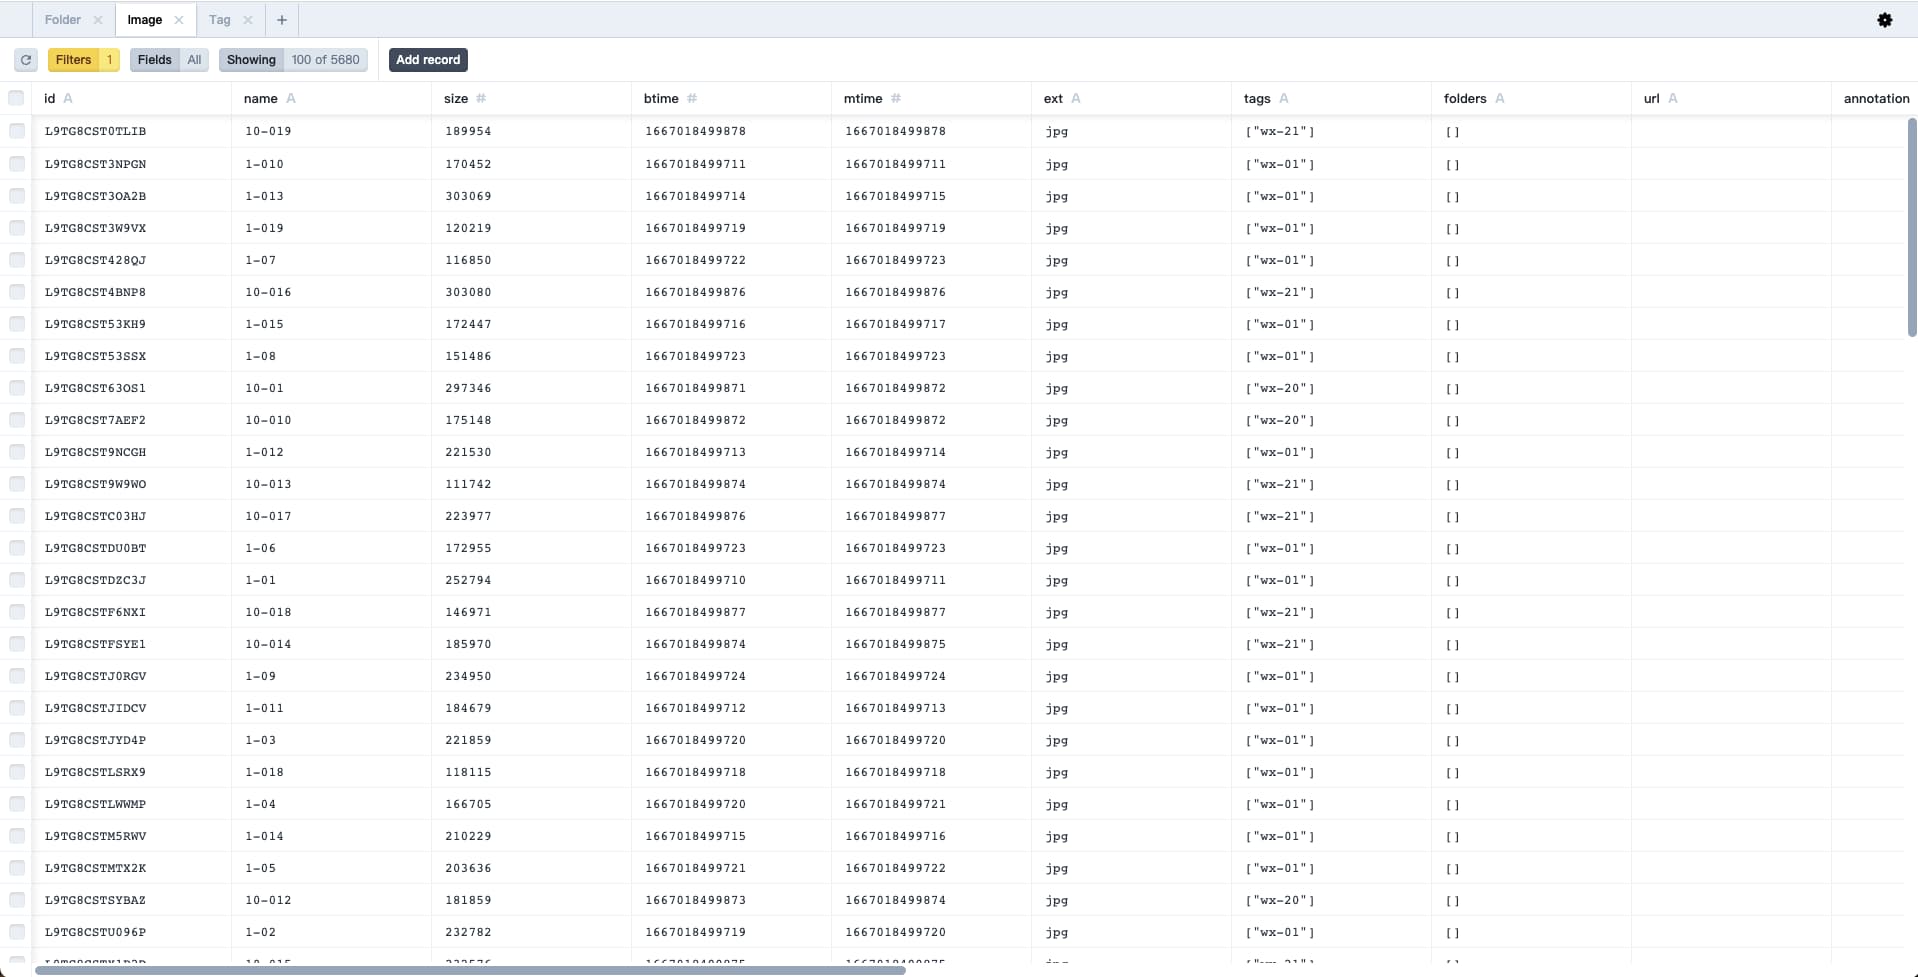 Folder Image Tag +
Filters 1 Fields All Showing 100 of 5680 Add record
id A name A size # btime # mtime # ext A tags A folders A url A annotation
L9TG8CST0TLIB 10-019 189954 1667018499878 1667018499878 jpg ["wx-21"] []
L9TG8CST3NPGN 1-010 170452 1667018499711 1667018499711 jpg ["wx-01"] []
L9TG8CST3OA2B 1-013 303069 1667018499714 1667018499715 jpg ["wx-01"] []
L9TG8CST3W9VX 1-019 120219 1667018499719 1667018499719 jpg ["wx-01"] []
L9TG8CST428QJ 1-07 116850 1667018499722 1667018499723 jpg ["wx-01"] []
L9TG8CST4BNP8 10-016 303080 1667018499876 1667018499876 jpg ["wx-21"] []
L9TG8CST53KH9 1-015 172447 1667018499716 1667018499717 jpg ["wx-01"] []
L9TG8CST53SSX 1-08 151486 1667018499723 1667018499723 jpg ["wx-01"] []
L9TG8CST63OS1 10-01 297346 1667018499871 1667018499872 jpg ["wx-20"] []
L9TG8CST7AEF2 10-010 175148 1667018499872 1667018499872 jpg ["wx-20"] []
L9TG8CST9NCGH 1-012 221530 1667018499713 1667018499714 jpg ["wx-01"] []
L9TG8CST9W9WO 10-013 111742 1667018499874 1667018499874 jpg ["wx-21"] []
L9TG8CSTC03HJ 10-017 223977 1667018499876 1667018499877 jpg ["wx-21"] []
L9TG8CSTDU0BT 1-06 172955 1667018499723 1667018499723 jpg ["wx-01"] []
L9TG8CSTDZC3J 1-01 252794 1667018499710 1667018499711 jpg ["wx-01"] []
L9TG8CSTF6NXI 10-018 146971 1667018499877 1667018499877 jpg ["wx-21"] []
L9TG8CSTFSYE1 10-014 185970 1667018499874 1667018499875 jpg ["wx-21"] []
L9TG8CSTJ0RGV 1-09 234950 1667018499724 1667018499724 jpg ["wx-01"] []
L9TG8CSTJIDCV 1-011 184679 1667018499712 1667018499713 jpg ["wx-01"] []
L9TG8CSTJYD4P 1-03 221859 1667018499720 1667018499720 jpg ["wx-01"] []
L9TG8CSTLSRX9 1-018 118115 1667018499718 1667018499718 jpg ["wx-01"] []
L9TG8CSTLWWMP 1-04 166705 1667018499720 1667018499721 jpg ["wx-01"] []
L9TG8CSTM5RWV 1-014 210229 1667018499715 1667018499716 jpg ["wx-01"] []
L9TG8CSTMTX2K 1-05 203636 1667018499721 1667018499722 jpg ["wx-01"] []
L9TG8CSTSYBAZ 10-012 181859 1667018499873 1667018499874 jpg ["wx-20"] []
L9TG8CSTU096P 1-02 232782 1667018499719 1667018499720 jpg ["wx-01"] []